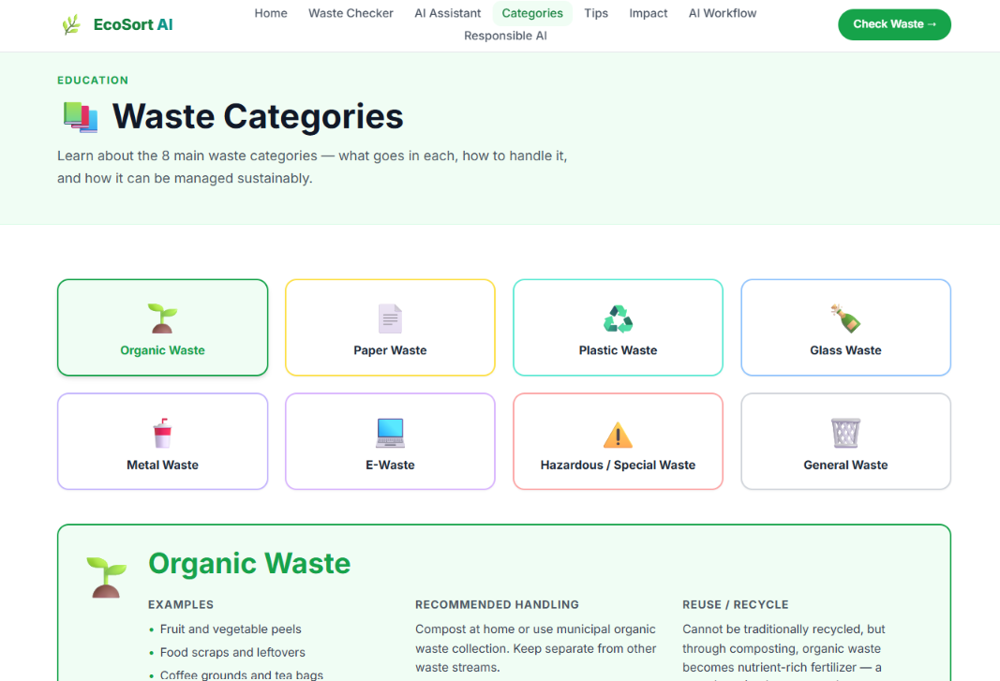 EcoSort AI
Home
Waste Checker
AI Assistant
Categories
Tips
Impact
AI Workflow
Responsible AI
Check Waste →
EDUCATION
Waste Categories
Learn about the 8 main waste categories — what goes in each, how to handle it,
and how it can be managed sustainably.
Organic Waste
Paper Waste
Plastic Waste
Glass Waste
Metal Waste
E-Waste
Hazardous / Special Waste
General Waste
Organic Waste
EXAMPLES
• Fruit and vegetable peels
• Food scraps and leftovers
• Coffee grounds and tea bags
RECOMMENDED HANDLING
Compost at home or use municipal organic
waste collection. Keep separate from other
waste streams.
REUSE / RECYCLE
Cannot be traditionally recycled, but
through composting, organic waste
becomes nutrient-rich fertilizer — a